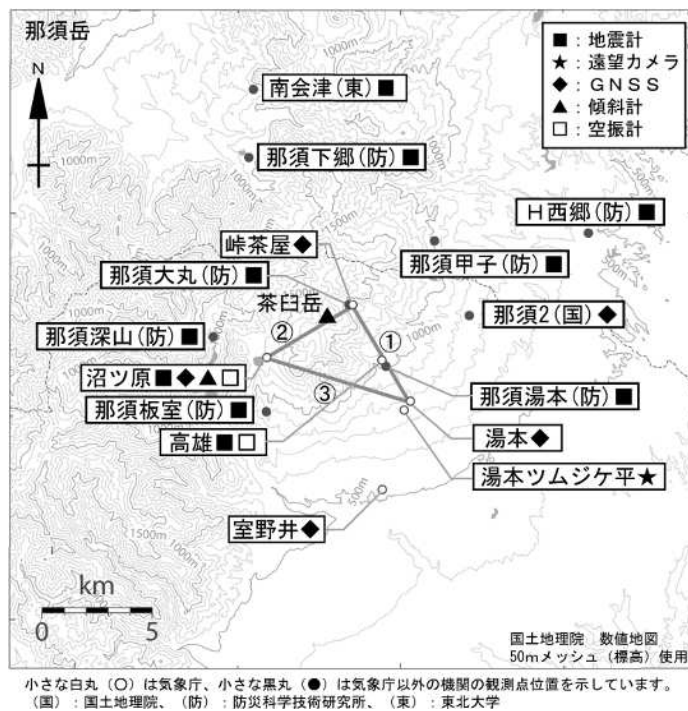 那須岳
■：地震計
★：遠望カメラ
◆：ＧＮＳＳ
▲：傾斜計
□：空振計
N
南会津(東)■
那須下郷(防)■
H西郷(防)■
峠茶屋◆
那須甲子(防)■
那須大丸(防)■
茶臼岳
那須2(国)◆
那須深山(防)■
②
①
沼ツ原■◆▲□
③
那須湯本(防)■
那須板室(防)■
高雄■□
湯本◆
湯本ツムジケ平★
室野井◆
1000m
1000m
1000m
1500m
500m
500m
1500m
1000m
km
0 5
国土地理院　数値地図
50mメッシュ（標高）使用
小さな白丸（○）は気象庁、小さな黒丸（●）は気象庁以外の機関の観測点位置を示しています。
（国）：国土地理院、（防）：防災科学技術研究所、（東）：東北大学